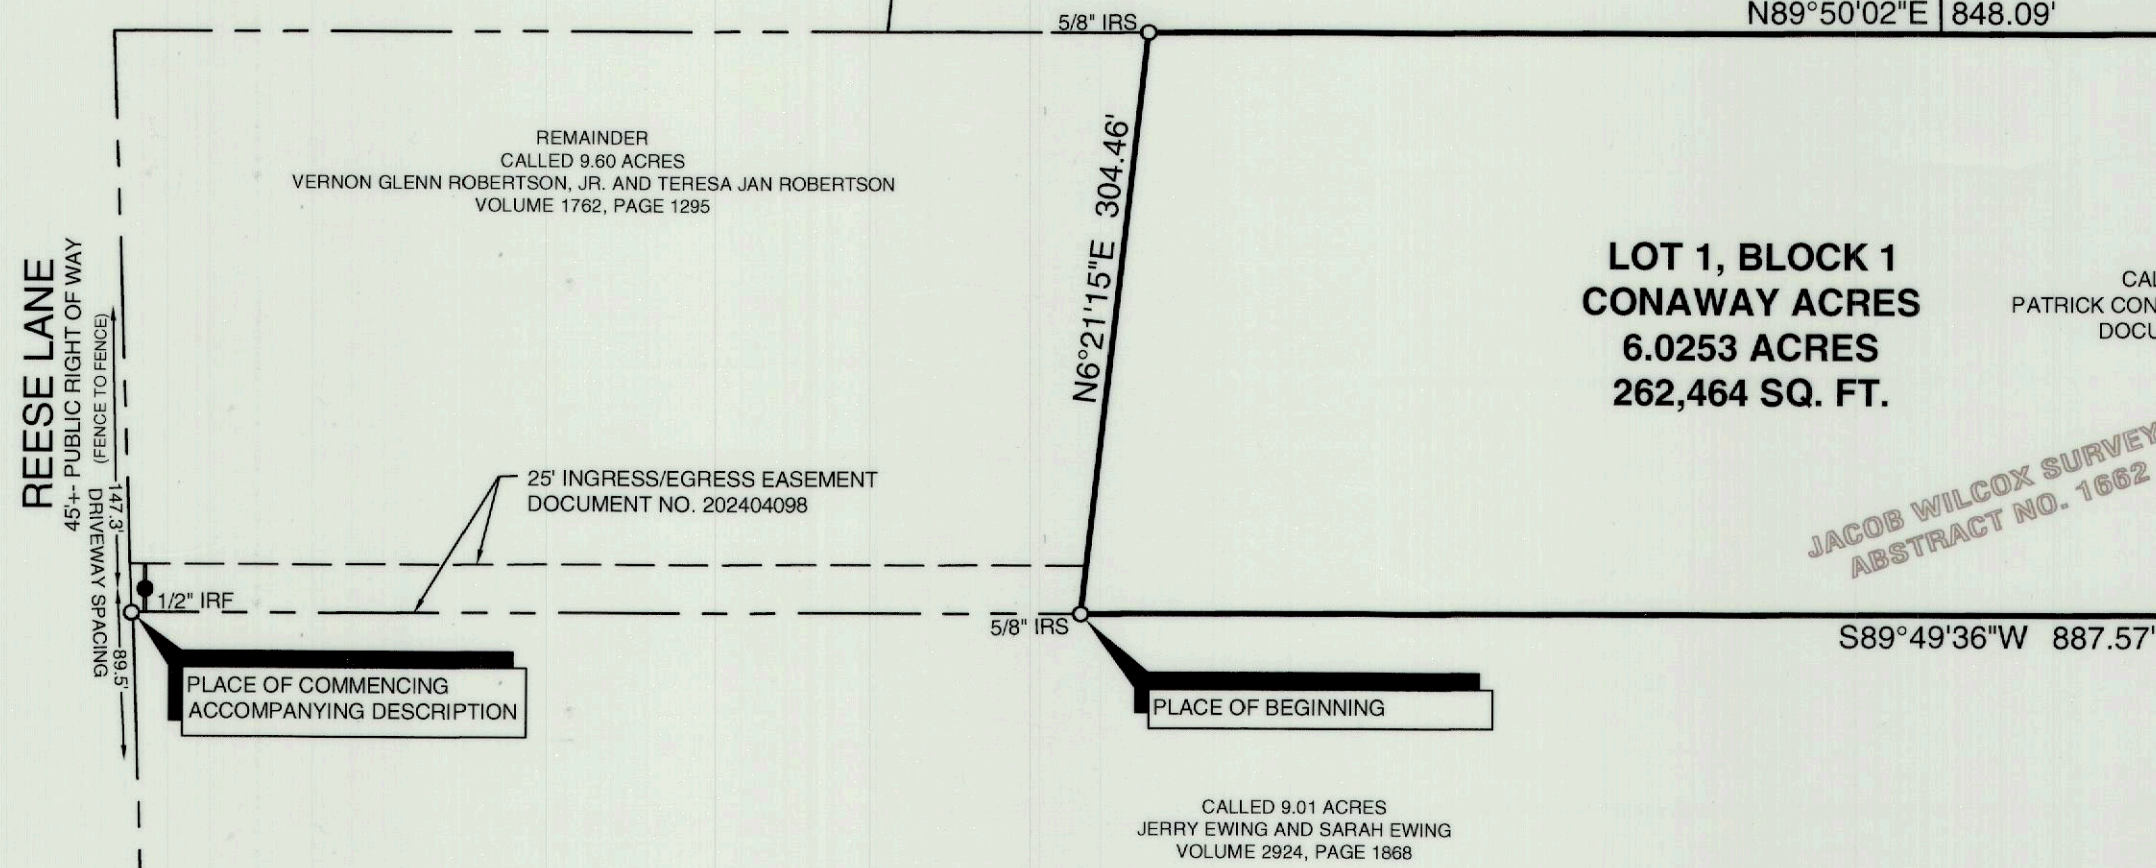 5/8" IRS
N89°50'02"E 848.09'
REMAINDER
CALLED 9.60 ACRES
VERNON GLENN ROBERTSON, JR. AND TERESA JAN ROBERTSON
VOLUME 1762, PAGE 1295
N6°21'15"E 304.46'
LOT 1, BLOCK 1
CONAWAY ACRES
6.0253 ACRES
262,464 SQ. FT.
CAL
PATRICK CON
DOCU
REESE LANE
45'+- PUBLIC RIGHT OF WAY
(FENCE TO FENCE)
147.3'
DRIVEWAY SPACING
89.5'
25' INGRESS/EGRESS EASEMENT
DOCUMENT NO. 202404098
JACOB WILCOX SURVEY
ABSTRACT NO. 1662
1/2" IRF
5/8" IRS
S89°49'36"W 887.57'
PLACE OF COMMENCING
ACCOMPANYING DESCRIPTION
PLACE OF BEGINNING
CALLED 9.01 ACRES
JERRY EWING AND SARAH EWING
VOLUME 2924, PAGE 1868